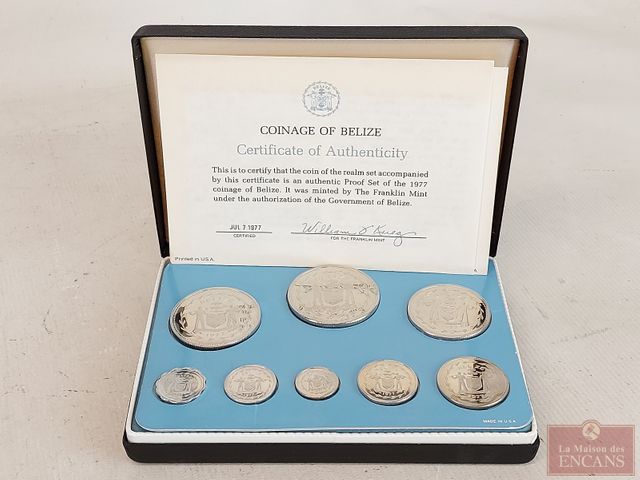 BELIZE
COINAGE OF BELIZE
Certificate of Authenticity
This is to certify that the coin of the realm set accompanied
by this certificate is an authentic Proof Set of the 1977
coinage of Belize. It was minted by The Franklin Mint
under the authorization of the Government of Belize.
JUL 7 1977
CERTIFIED
FOR THE FRANKLIN MINT
Printed in U.S.A.
MADE IN U.S.A.
La Maison des
ENCANS